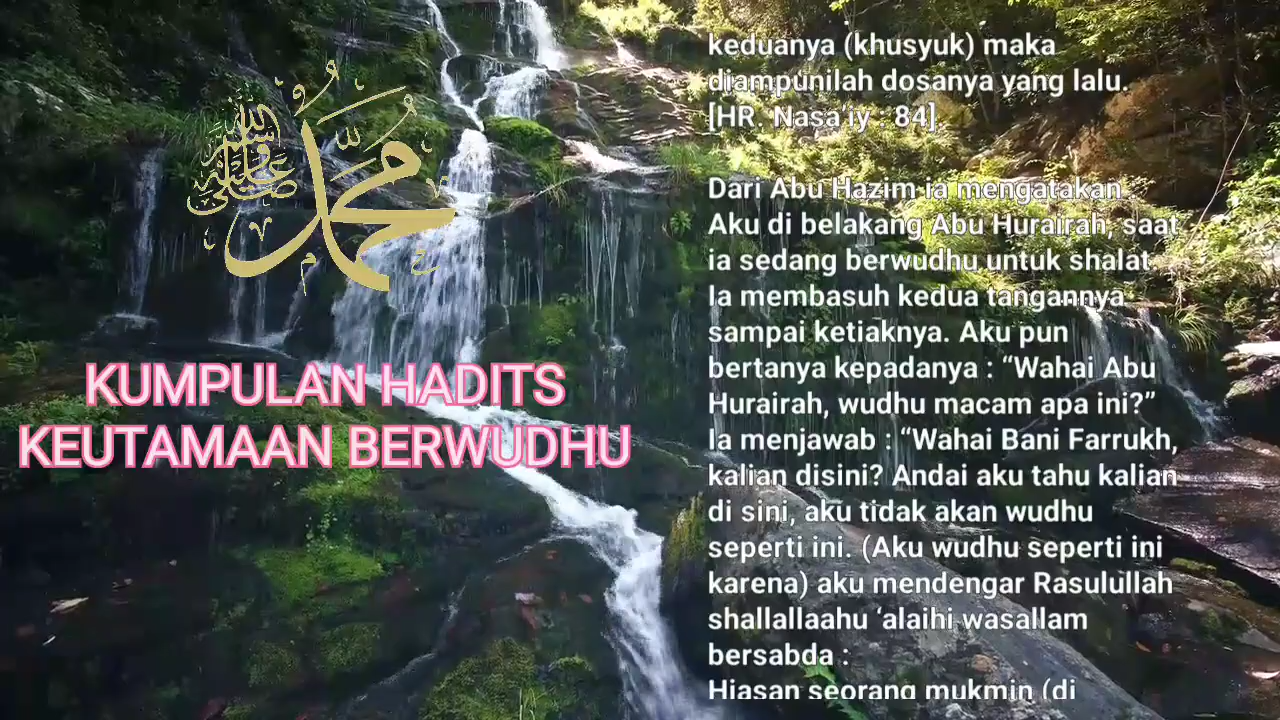 محمد
صلى الله عليه وسلم
KUMPULAN HADITS
KEUTAMAAN BERWUDHU
keduanya (khusyuk) maka
diampunilah dosanya yang lalu.
[HR. Nasa'iy : 84]
Dari Abu Hazim ia mengatakan :
Aku di belakang Abu Hurairah, saat
ia sedang berwudhu untuk shalat.
Ia membasuh kedua tangannya
sampai ketiaknya. Aku pun
bertanya kepadanya : “Wahai Abu
Hurairah, wudhu macam apa ini?”
Ia menjawab : “Wahai Bani Farrukh,
kalian disini? Andai aku tahu kalian
di sini, aku tidak akan wudhu
seperti ini. (Aku wudhu seperti ini
karena) aku mendengar Rasulullah
shallallaahu ‘alaihi wasallam
bersabda :
Hiasan seorang mukmin (di